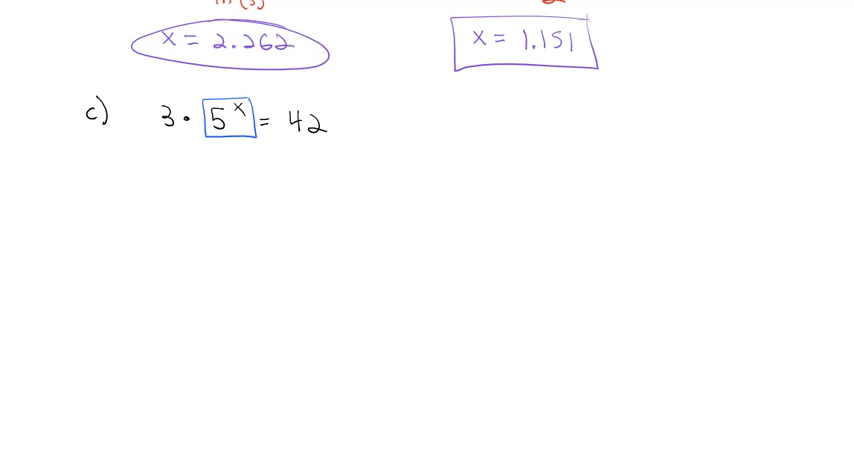 x = 2.262
x = 1.151
c) 3 · 5^x = 42